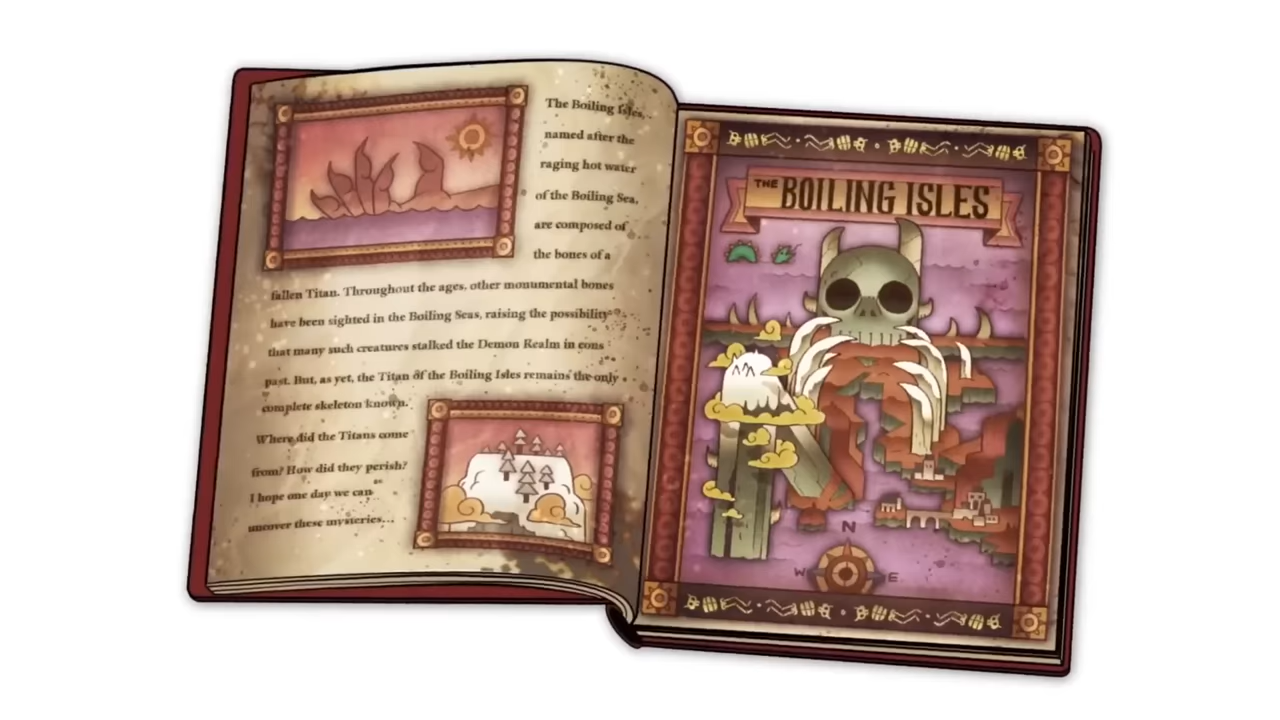 The Boiling Isles,
named after the
raging hot water
of the Boiling Sea,
are composed of
the bones of a
fallen Titan. Throughout the ages, other monumental bones
have been sighted in the Boiling Seas, raising the possibility
that many such creatures stalked the Demon Realm in eons
past. But, as yet, the Titan of the Boiling Isles remains the only
complete skeleton known.
Where did the Titans come
from? How did they perish?
I hope one day we can
uncover these mysteries...
THE BOILING ISLES
N
W E